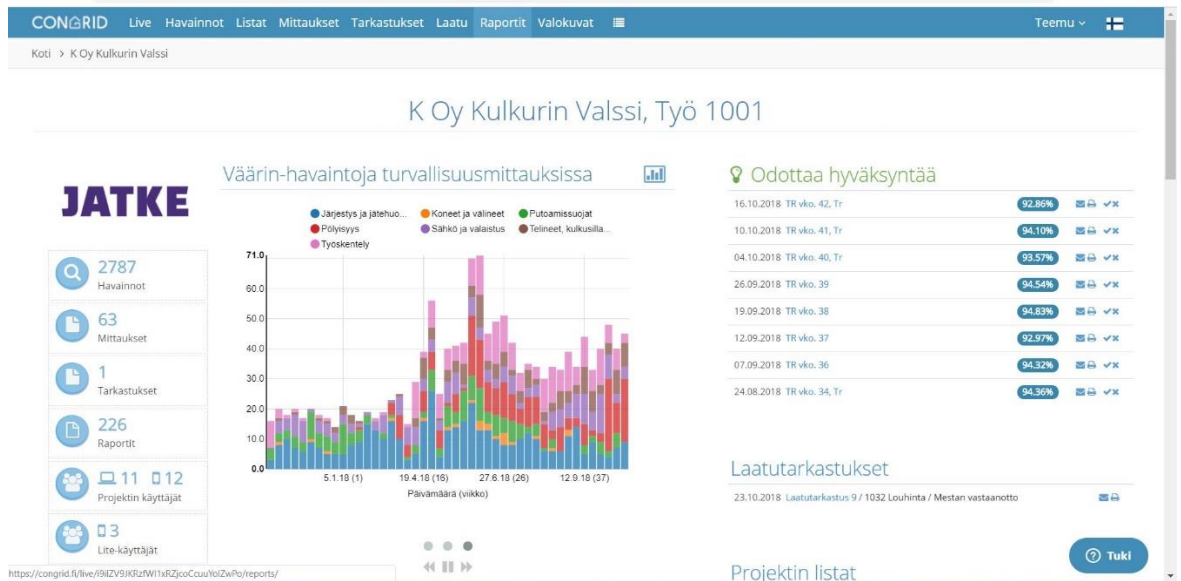 CONGRID Live Havainnot Listat Mittaukset Tarkastukset Laatu Raportit Valokuvat Teemu
Koti > K Oy Kulkurin Valssi
K Oy Kulkurin Valssi, Työ 1001
JATKE
2787
Havainnot
63
Mittaukset
1
Tarkastukset
226
Raportit
11 12
Projektin käyttäjät
3
Lite-käyttäjät
Väärin-havaintoja turvallisuusmittauksissa
Järjestys ja jätehuo... Koneet ja välineet Putoamissuojat
Pölyisyys Sähkö ja valaistus Telineet, kulkusilla...
Työskentely
71.0
60.0
50.0
40.0
30.0
20.0
10.0
0.0
5.1.18 (1) 19.4.18 (16) 27.6.18 (26) 12.9.18 (37)
Päivämäärä (viikko)
Odottaa hyväksyntää
16.10.2018 TR vko. 42, Tr 92.86%
10.10.2018 TR vko. 41, Tr 94.10%
04.10.2018 TR vko. 40, Tr 93.57%
26.09.2018 TR vko. 39 94.54%
19.09.2018 TR vko. 38 94.83%
12.09.2018 TR vko. 37 92.97%
07.09.2018 TR vko. 36 94.32%
24.08.2018 TR vko. 34, Tr 94.36%
Laatutarkastukset
23.10.2018 Laatutarkastus 9 / 1032 Louhinta / Mestan vastaanotto
Projektin listat
Tuki